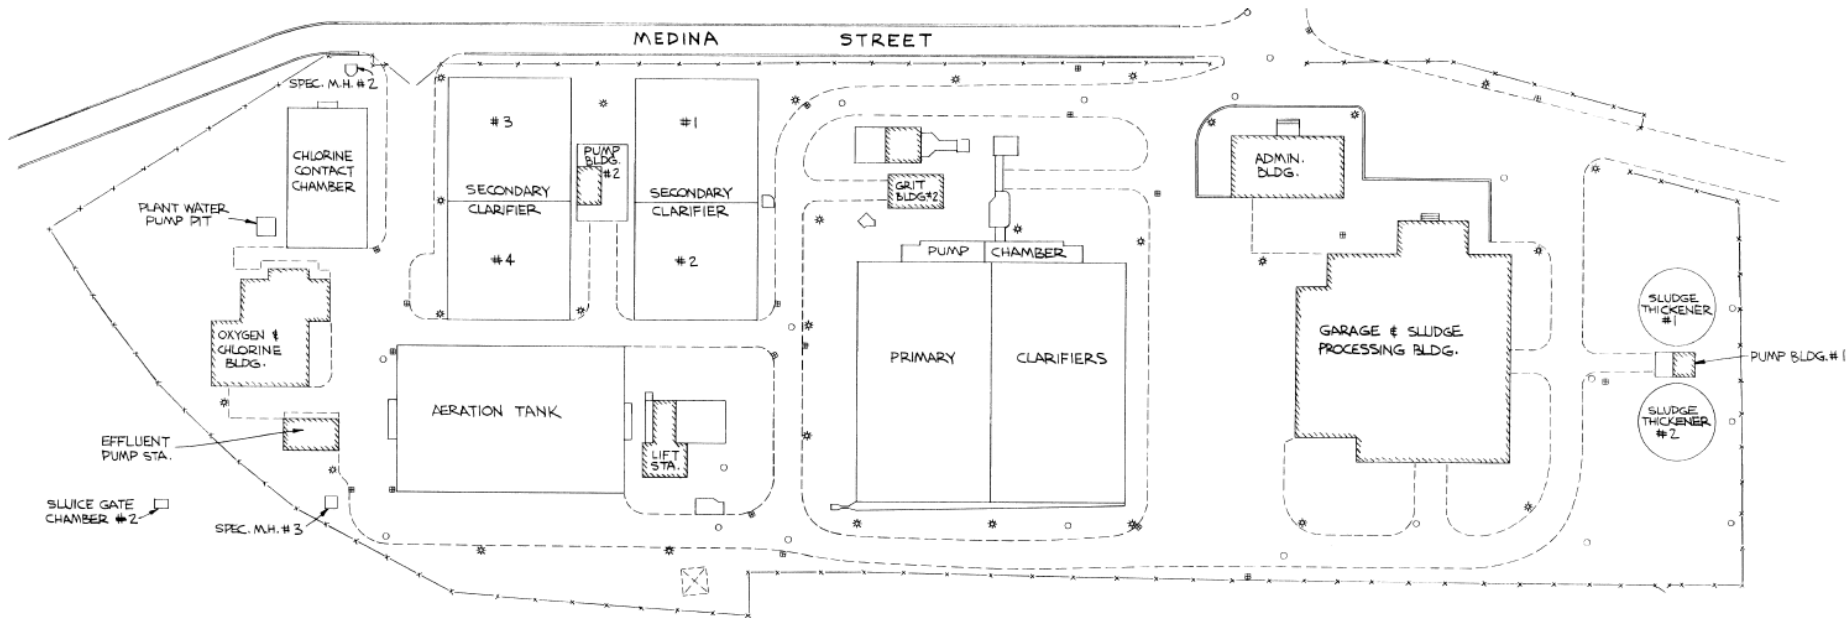 MEDINA STREET
SPEC. M.H. #2
CHLORINE
CONTACT
CHAMBER
PLANT WATER
PUMP PIT
#3
SECONDARY
CLARIFIER
#4
PUMP
BLDG.
#2
#1
SECONDARY
CLARIFIER
#2
GRIT
BLDG.#2
PUMP CHAMBER
PRIMARY CLARIFIERS
ADMIN.
BLDG.
GARAGE & SLUDGE
PROCESSING BLDG.
SLUDGE
THICKENER
#1
PUMP BLDG.#1
SLUDGE
THICKENER
#2
OXYGEN &
CHLORINE
BLDG.
AERATION TANK
LIFT
STA.
EFFLUENT
PUMP STA.
SLUICE GATE
CHAMBER #2
SPEC. M.H. #3